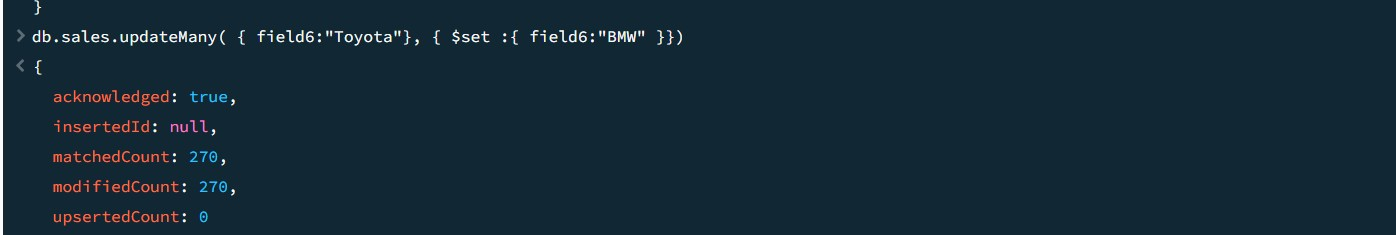 }
> db.sales.updateMany( { field6:"Toyota"}, { $set :{ field6:"BMW" }})
< {
acknowledged: true,
insertedId: null,
matchedCount: 270,
modifiedCount: 270,
upsertedCount: 0